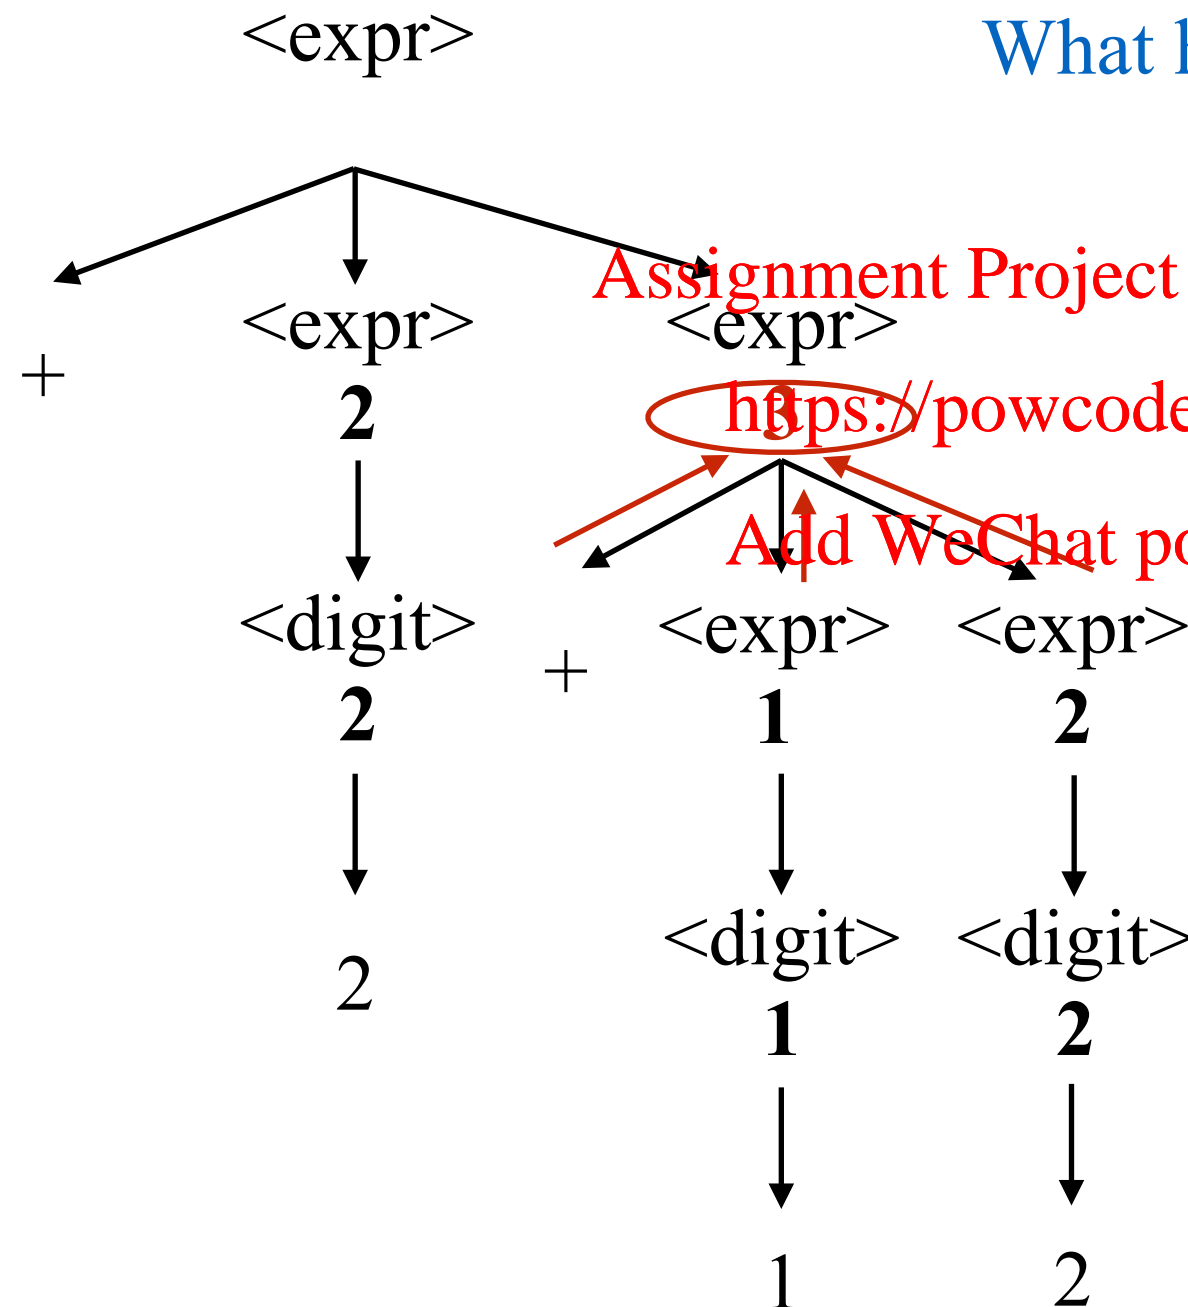 <expr>
What
Assignment Project
<expr> <expr>
+
2 3
https://powcode
Add WeChat
<digit>
+ <expr> <expr>
2 1 2
<digit> <digit>
2
1 2
1 2